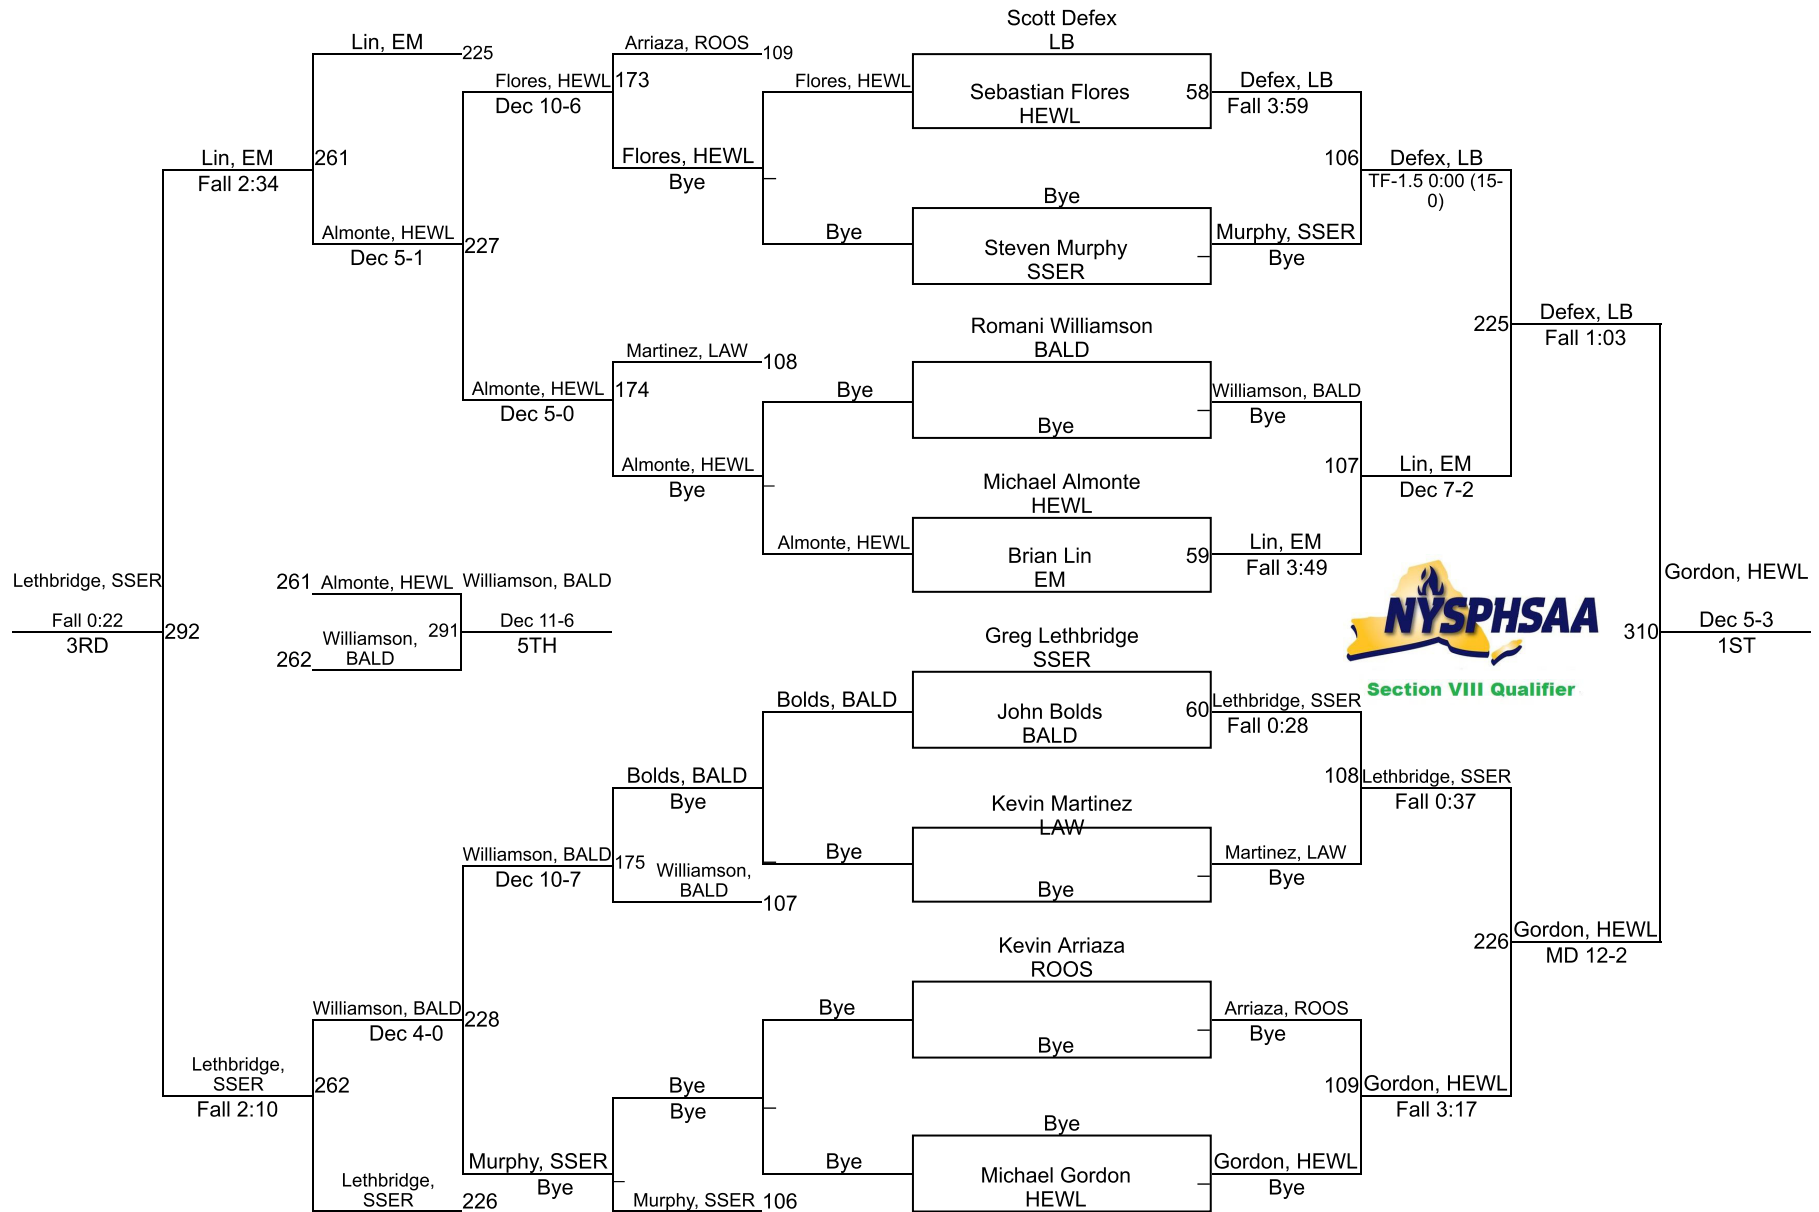 Scott Defex
LB
Lin, EM
225
Arriaza, ROOS
109
Flores, HEWL
173
Dec 10-6
Flores, HEWL
Sebastian Flores
HEWL
58
Defex, LB
Fall 3:59
Lin, EM
261
Fall 2:34
Flores, HEWL
Bye
106
Defex, LB
TF-1.5 0:00 (15-
0)
Bye
Almonte, HEWL
227
Dec 5-1
Bye
Steven Murphy
SSER
Murphy, SSER
Bye
Romani Williamson
BALD
225
Defex, LB
Fall 1:03
Martinez, LAW
108
Almonte, HEWL
174
Dec 5-0
Bye
Bye
Williamson, BALD
Bye
Almonte, HEWL
Bye
107
Lin, EM
Dec 7-2
Michael Almonte
HEWL
Almonte, HEWL
Brian Lin
EM
59
Lin, EM
Fall 3:49
Lethbridge, SSER
Fall 0:22
3RD
292
261
Almonte, HEWL
Williamson, BALD
Williamson,
BALD
262
291
Dec 11-6
5TH
NYSPHSAA
Section VIII Qualifier
Gordon, HEWL
310
Dec 5-3
1ST
Greg Lethbridge
SSER
Bolds, BALD
John Bolds
BALD
60
Lethbridge, SSER
Fall 0:28
Bolds, BALD
Bye
108
Lethbridge, SSER
Fall 0:37
Kevin Martinez
LAW
Williamson, BALD
175
Dec 10-7
Williamson,
BALD
107
Bye
Bye
Martinez, LAW
Bye
Kevin Arriaza
ROOS
226
Gordon, HEWL
MD 12-2
Williamson, BALD
228
Dec 4-0
Bye
Bye
Arriaza, ROOS
Bye
Lethbridge,
SSER
262
Fall 2:10
Bye
Bye
109
Gordon, HEWL
Fall 3:17
Bye
Murphy, SSER
Bye
Bye
Michael Gordon
HEWL
Gordon, HEWL
Bye
Lethbridge,
SSER
226
Murphy, SSER
106